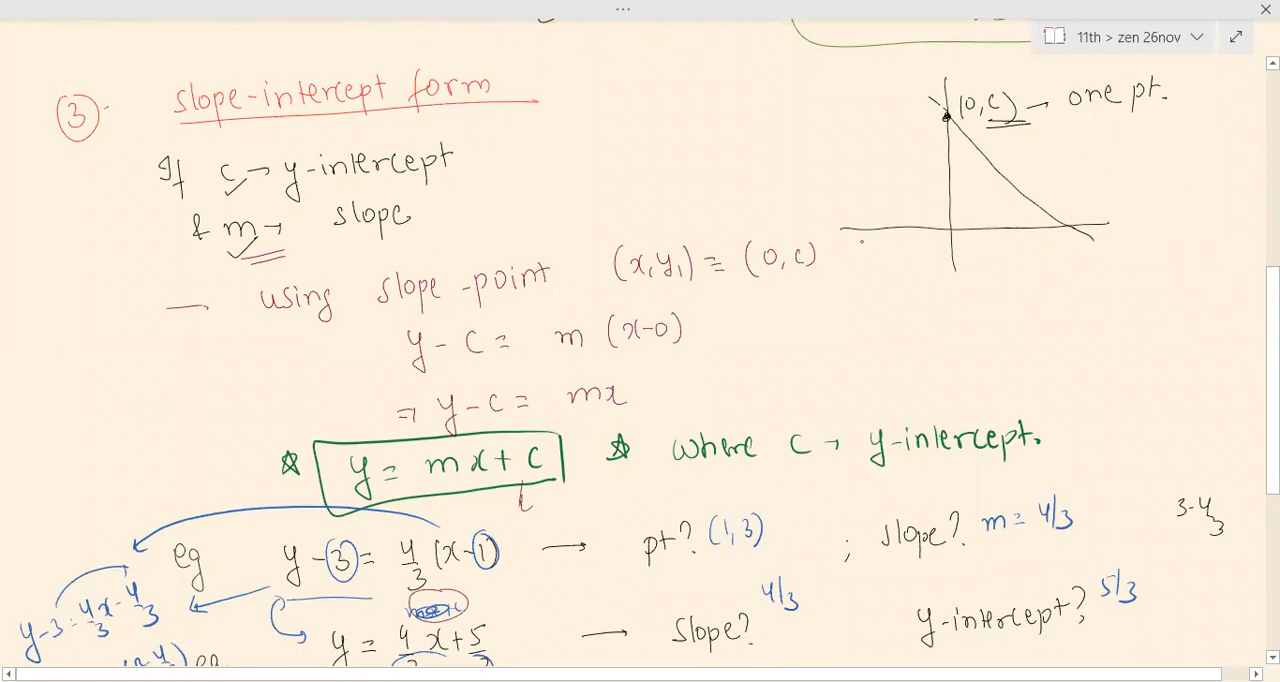 11th > zen 26nov
③ slope-intercept form
(0, c) → one pt.
If c → y-intercept
& m → slope
— using slope-point (x, y₁) ≡ (0, c)
y - c = m (x-0)
⇒ y - c = mx
☆ y = mx + c ☆ where c → y-intercept.
eg y - 3 = 4/3 (x-1) → pt? (1,3) ; slope? m = 4/3
3-4/3
y-3 = 4/3 x - 4/3
y = 4/3 x + 5/3 → Slope? 4/3 y-intercept? 5/3